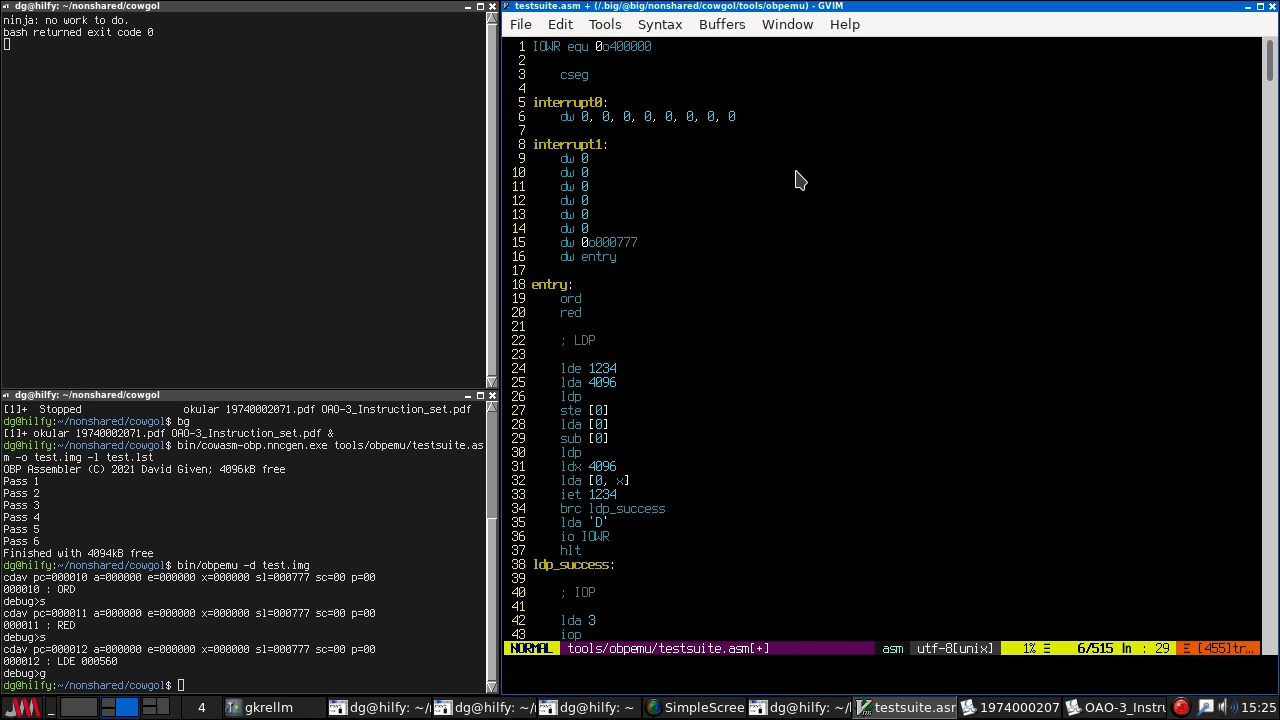 dg@hilfy: ~/nonshared/cowgol
ninja: no work to do.
bash returned exit code 0
dg@hilfy: ~/nonshared/cowgol
[1]+  Stopped                 okular 19740002071.pdf OAO-3_Instruction_set.pdf
dg@hilfy:~/nonshared/cowgol$ bg
[1]+ okular 19740002071.pdf OAO-3_Instruction_set.pdf &
dg@hilfy:~/nonshared/cowgol$ bin/cowasm-obp.nncgen.exe tools/obpemu/testsuite.as
m -o test.img -l test.lst
OBP Assembler (C) 2021 David Given; 4096kB free
Pass 1
Pass 2
Pass 3
Pass 4
Pass 5
Pass 6
Finished with 4094kB free
dg@hilfy:~/nonshared/cowgol$ bin/obpemu -d test.img
cdav pc=000010 a=000000 e=000000 x=000000 sl=000777 sc=00 p=00
000010 : ORD
debug>s
cdav pc=000011 a=000000 e=000000 x=000000 sl=000777 sc=00 p=00
000011 : RED
debug>s
cdav pc=000012 a=000000 e=000000 x=000000 sl=000777 sc=00 p=00
000012 : LDE 000560
debug>g
dg@hilfy:~/nonshared/cowgol$
testsuite.asm + (/.big/@big/nonshared/cowgol/tools/obpemu) - GVIM
File Edit Tools Syntax Buffers Window Help
1 IOWR equ 0o400000
2
3     cseg
4
5 interrupt0:
6     dw 0, 0, 0, 0, 0, 0, 0, 0
7
8 interrupt1:
9     dw 0
10     dw 0
11     dw 0
12     dw 0
13     dw 0
14     dw 0
15     dw 0o000777
16     dw entry
17
18 entry:
19     ord
20     red
21
22     ; LDP
23
24     lde 1234
25     lda 4096
26     ldp
27     ste [0]
28     lda [0]
29     sub [0]
30     ldp
31     ldx 4096
32     lda [0, x]
33     iet 1234
34     brc ldp_success
35     lda 'D'
36     io IOWR
37     hlt
38 ldp_success:
39
40     ; IOP
41
42     lda 3
43     iop
NORMAL tools/obpemu/testsuite.asm[+] asm utf-8[unix] 1% Ξ 6/515 ln : 29 Ξ [455]tr…
4 gkrellm dg@hilfy: ~/ dg@hilfy: ~/ dg@hilfy: ~ SimpleScree dg@hilfy: ~/ testsuite.asr 1974000207 OAO-3_Instru 15:25